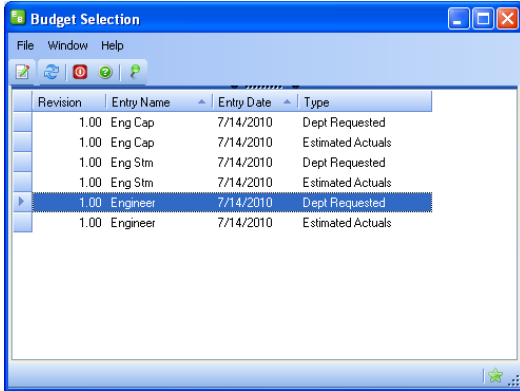 Budget Selection
File Window Help
Revision Entry Name Entry Date Type
1.00 Eng Cap 7/14/2010 Dept Requested
1.00 Eng Cap 7/14/2010 Estimated Actuals
1.00 Eng Stm 7/14/2010 Dept Requested
1.00 Eng Stm 7/14/2010 Estimated Actuals
1.00 Engineer 7/14/2010 Dept Requested
1.00 Engineer 7/14/2010 Estimated Actuals